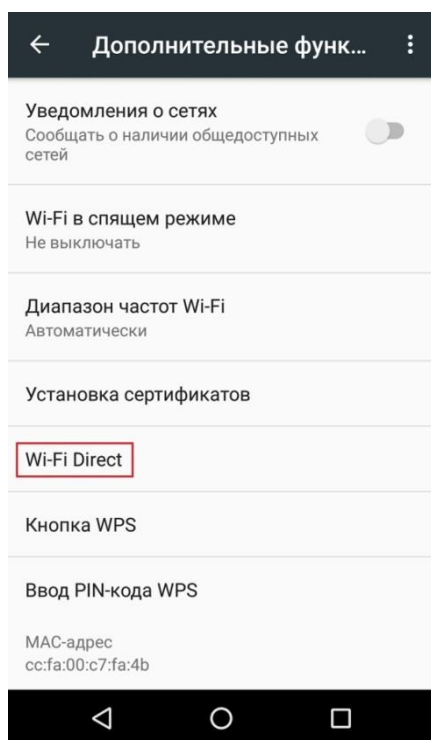 Дополнительные функ...
Уведомления о сетях
Сообщать о наличии общедоступных
сетей
Wi-Fi в спящем режиме
Не выключать
Диапазон частот Wi-Fi
Автоматически
Установка сертификатов
Wi-Fi Direct
Кнопка WPS
Ввод PIN-кода WPS
MAC-адрес
cc:fa:00:c7:fa:4b